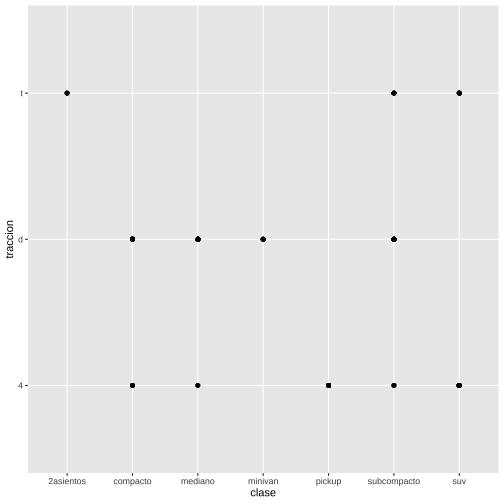 t
d
4
traccion
2asientos compacto mediano minivan pickup subcompacto suv
clase